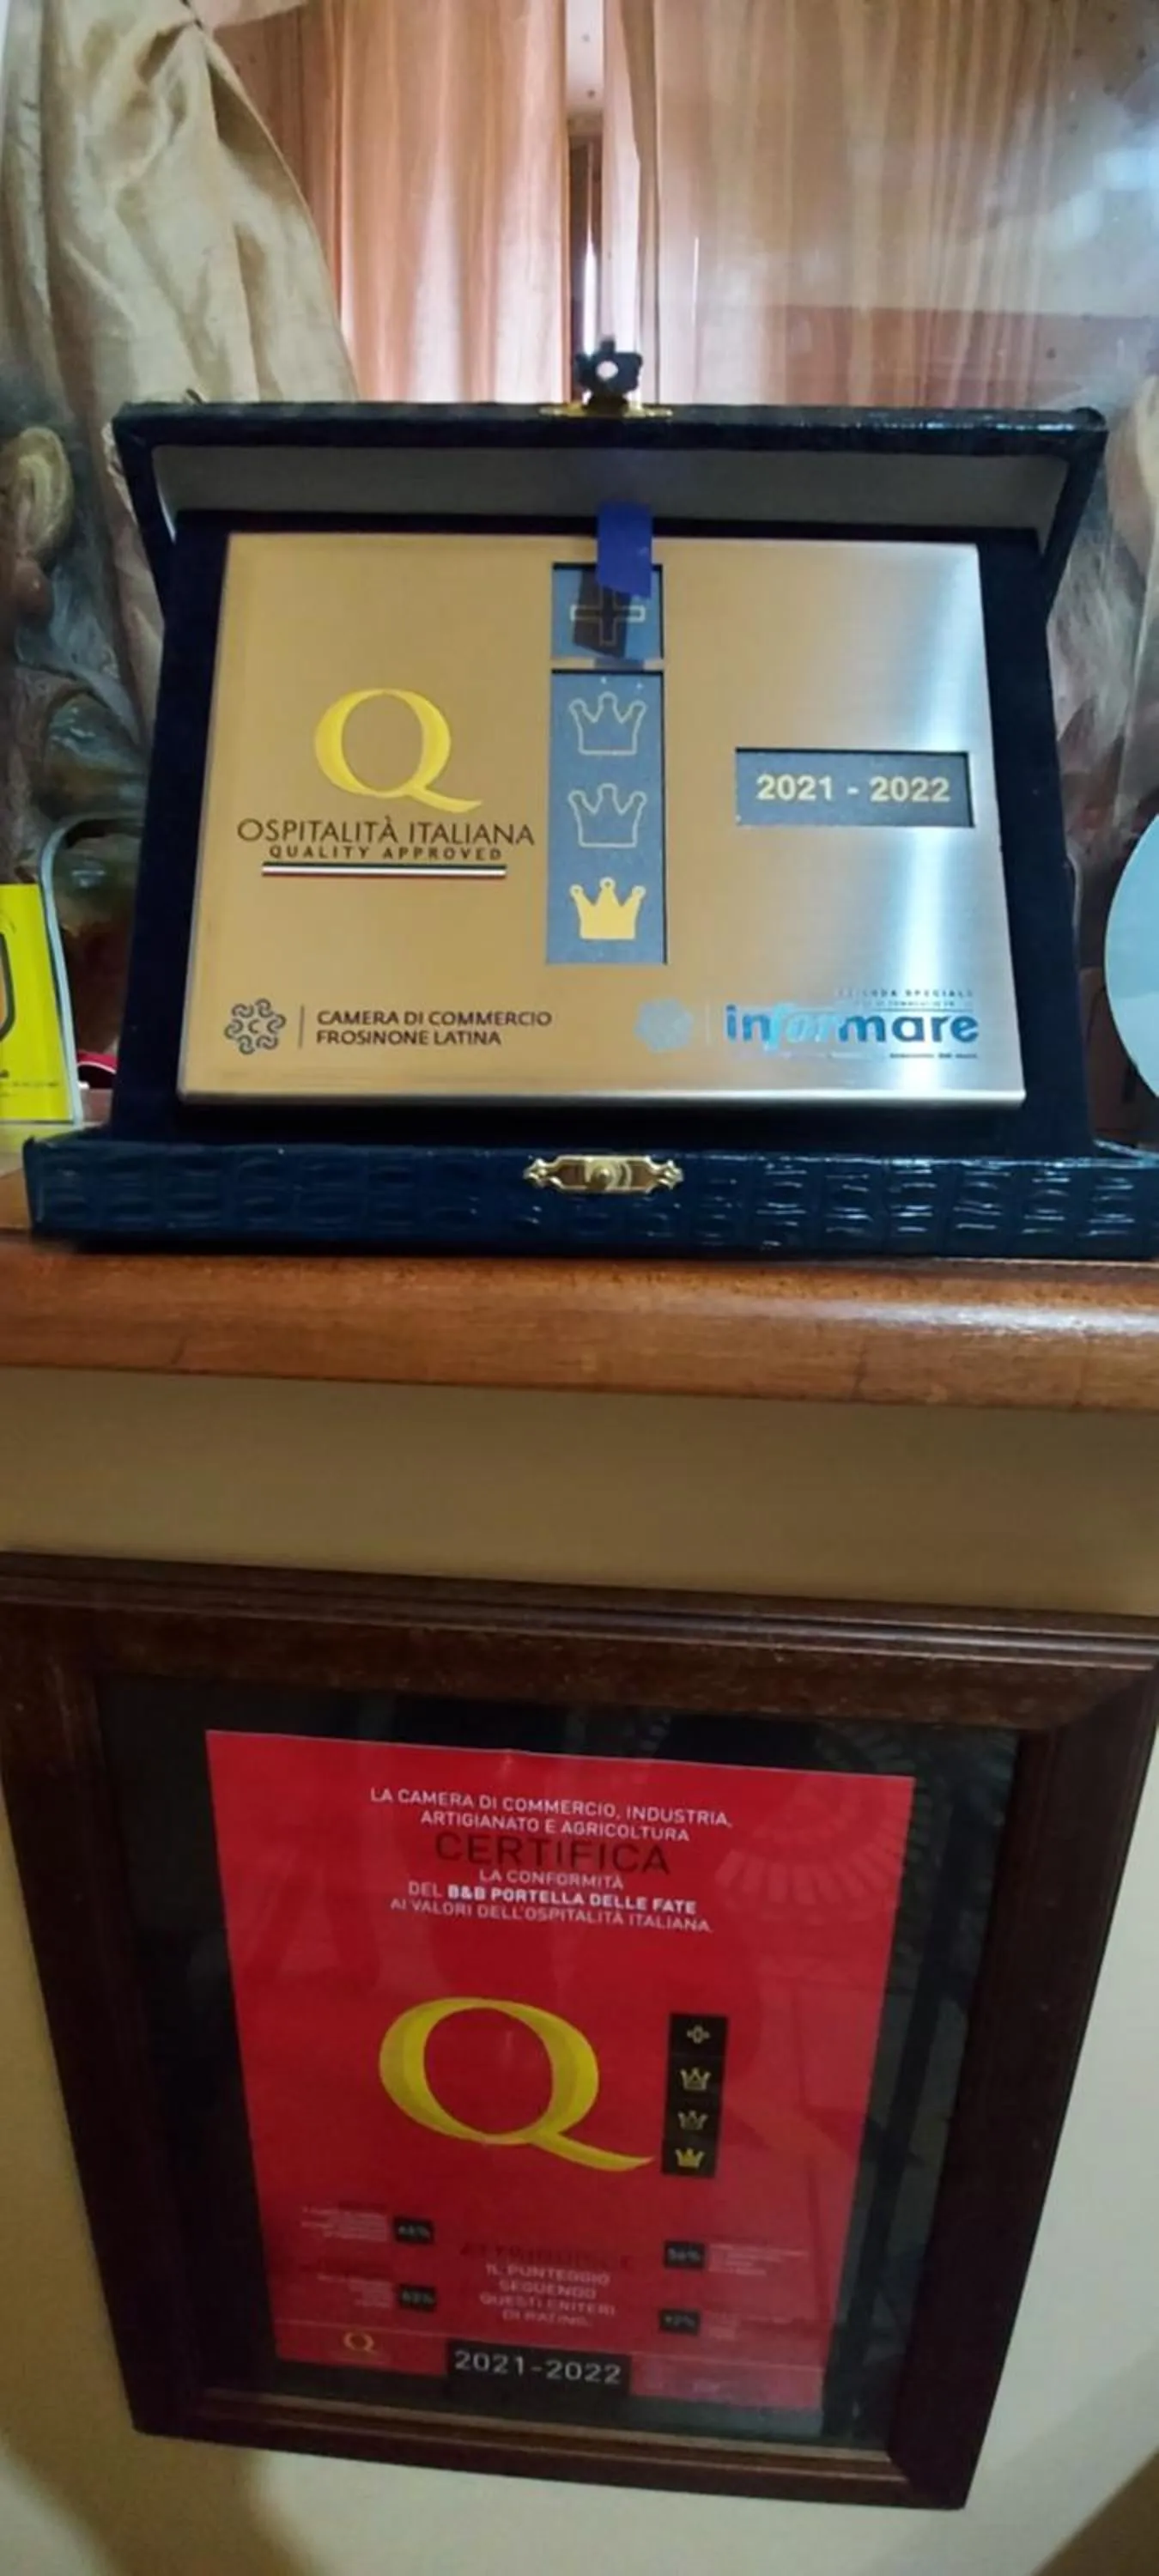 Q
OSPITALITÀ ITALIANA
QUALITY APPROVED
2021 - 2022
CAMERA DI COMMERCIO
FROSINONE LATINA
informare
LA CAMERA DI COMMERCIO, INDUSTRIA,
ARTIGIANATO E AGRICOLTURA
CERTIFICA
LA CONFORMITÀ
DEL B&B PORTELLA DELLE FATE
AI VALORI DELL'OSPITALITÀ ITALIANA.
Q
IL PUNTEGGIO
SEGUENDO
QUESTI CRITERI
DI RATING.
Q
2021-2022